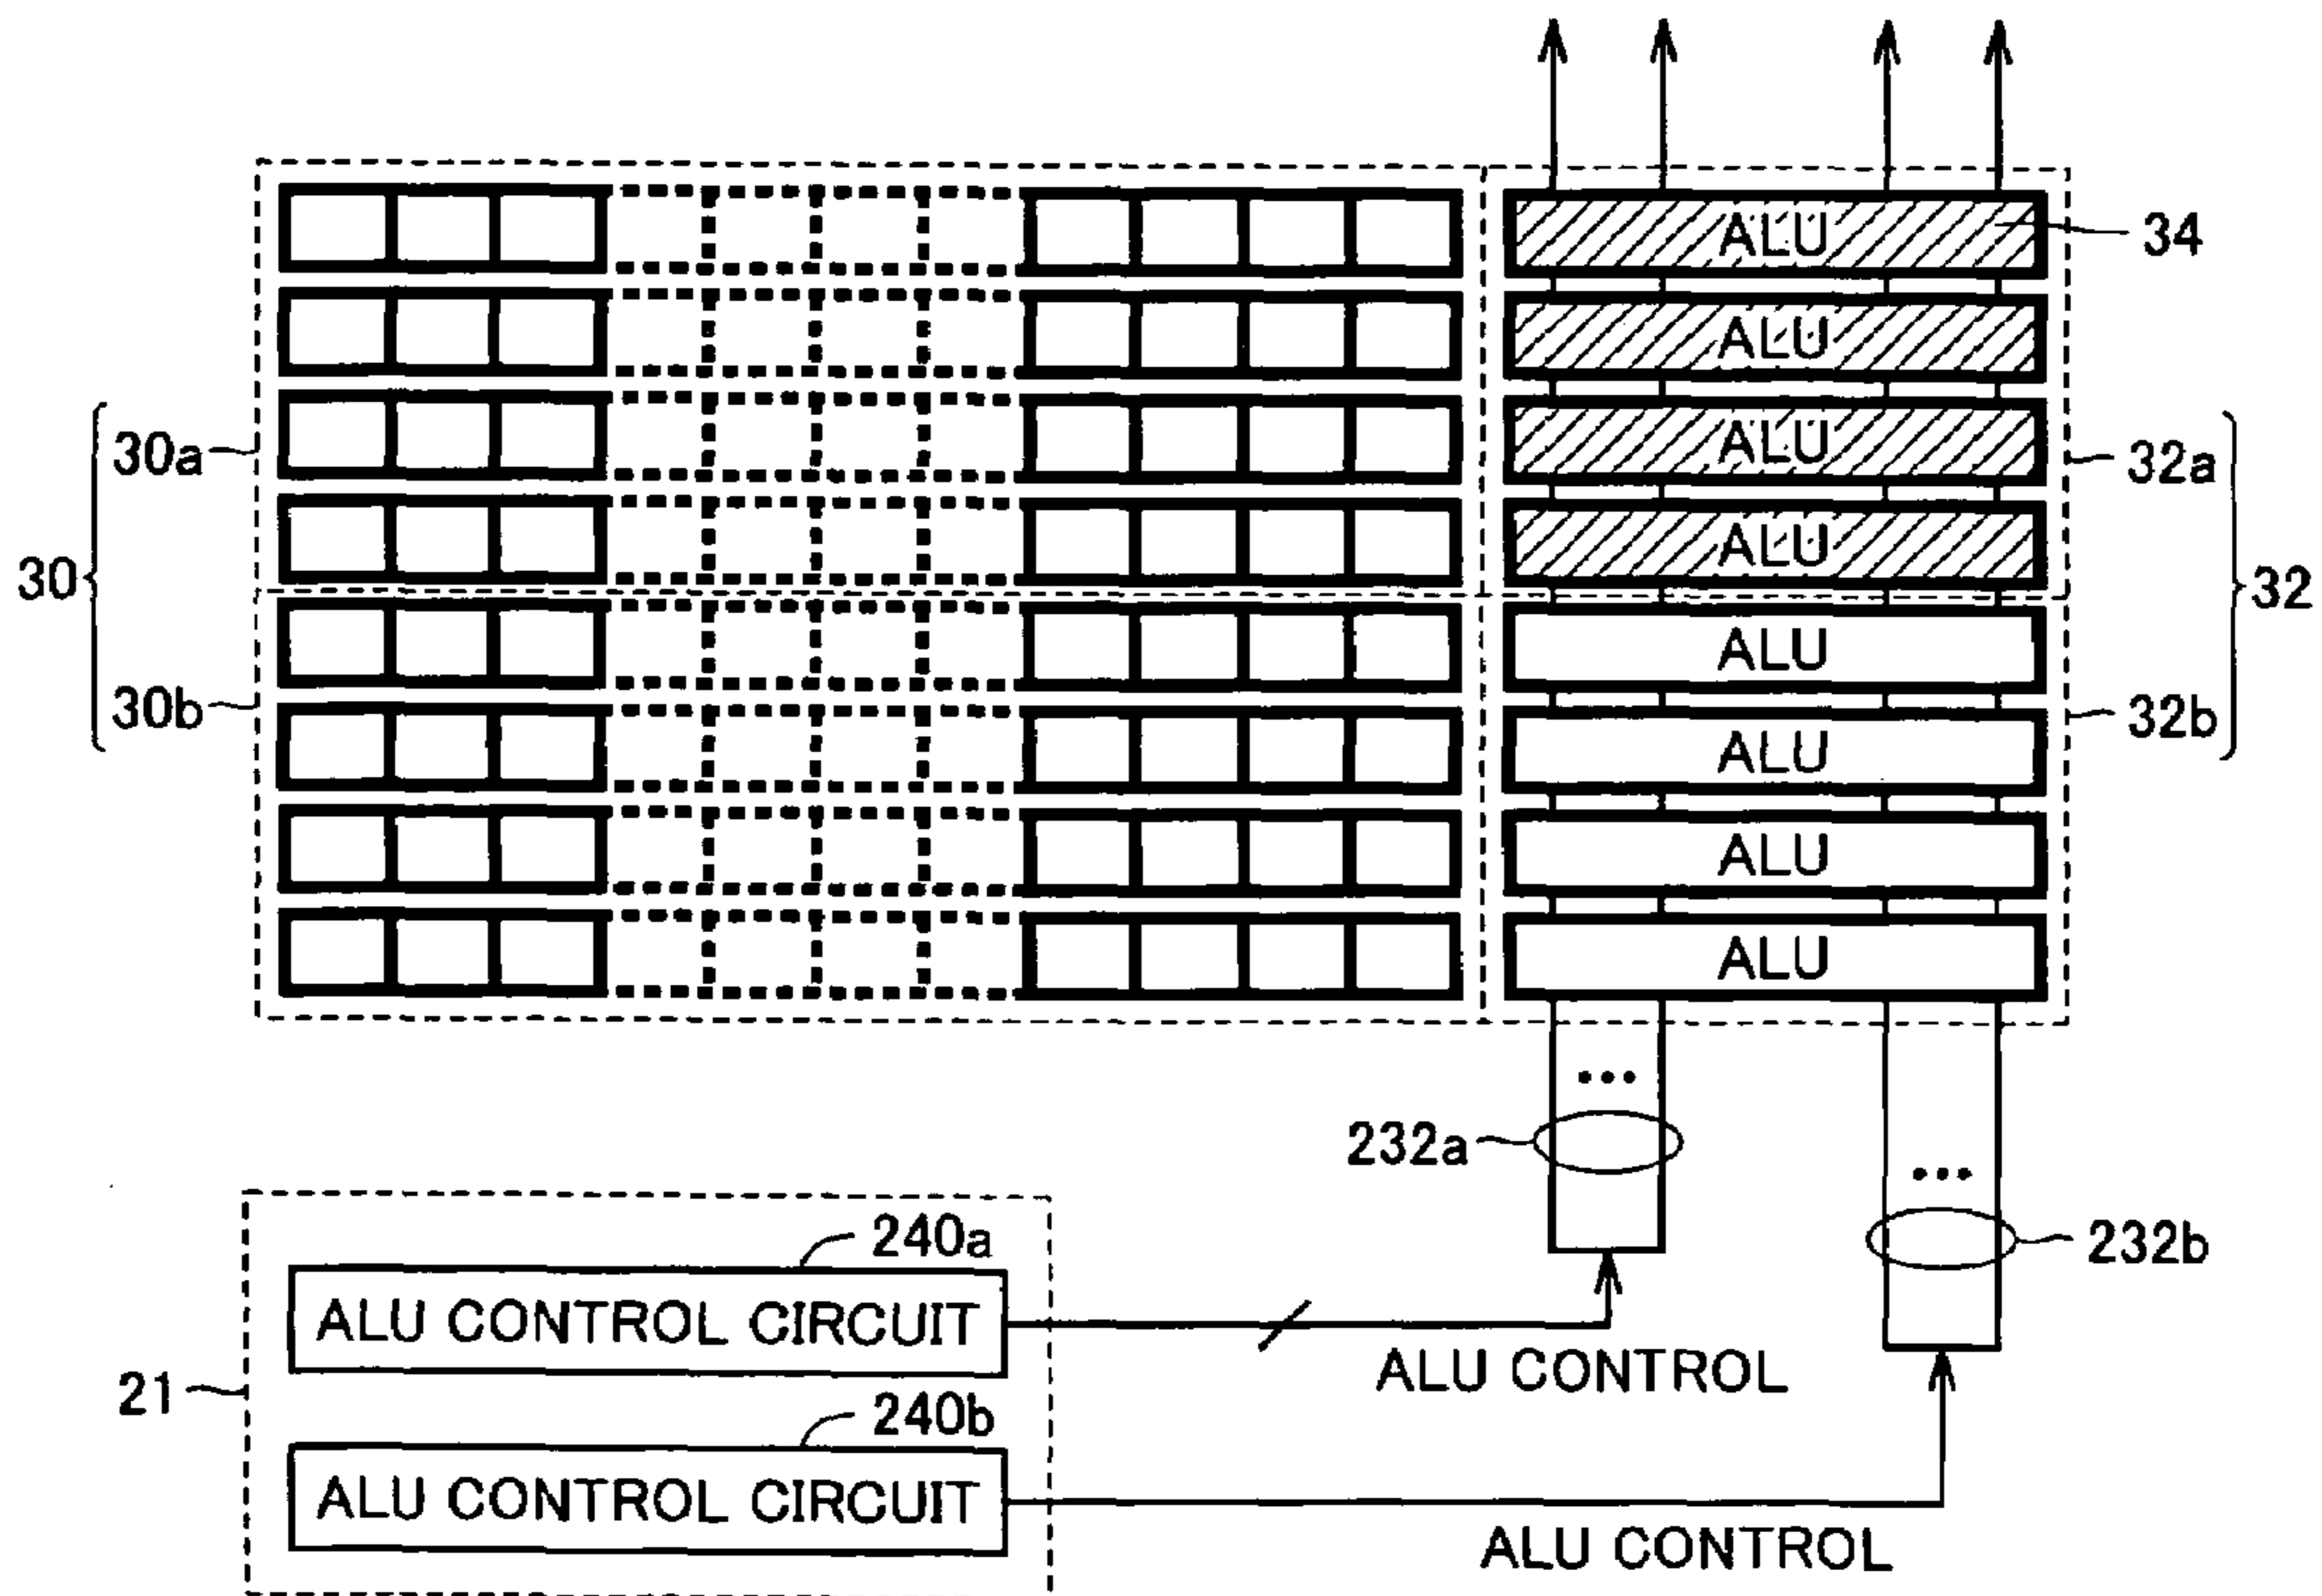 ALU
34
ALU
ALU
30a
32a
ALU
30
32
ALU
30b
32b
ALU
ALU
ALU
...
232a
...
232b
240a
ALU CONTROL CIRCUIT
ALU CONTROL
21
240b
ALU CONTROL CIRCUIT
ALU CONTROL